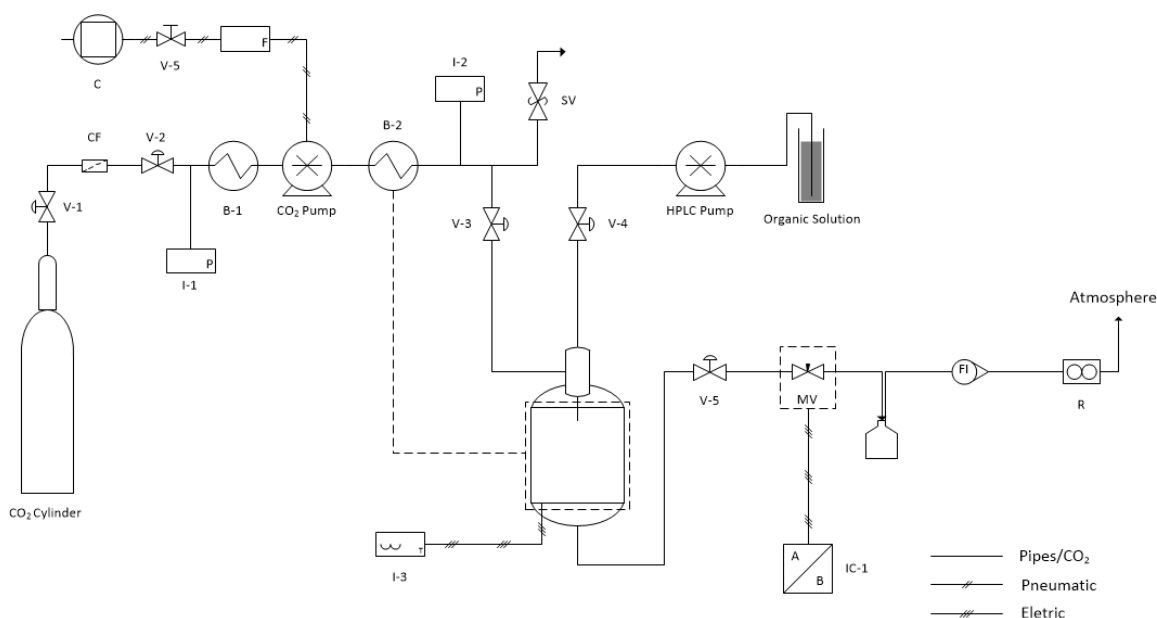 C
V-5
F
I-2
P
SV
CF
V-2
B-2
V-1
B-1
CO₂ Pump
V-3
V-4
HPLC Pump
Organic Solution
P
I-1
Atmosphere
FI
V-5
MV
R
CO₂ Cylinder
T
I-3
A
B
IC-1
Pipes/CO₂
Pneumatic
Eletric